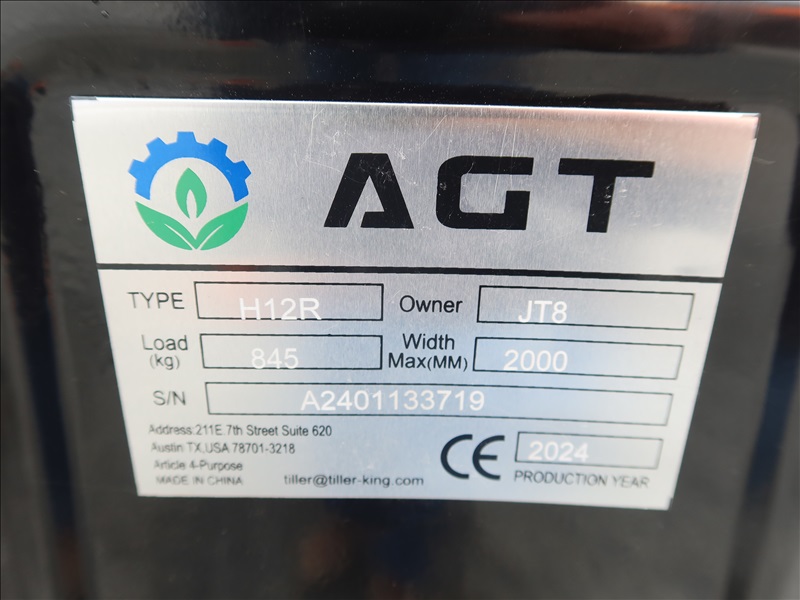 AGT
TYPE H12R Owner JT8
Load (kg) 845 Width Max(MM) 2000
S/N A2401133719
Address:211E.7th Street Suite 620
Austin TX,USA 78701-3218
Article 4-Purpose
MADE IN CHINA tiller@tiller-king.com
CE 2024
PRODUCTION YEAR